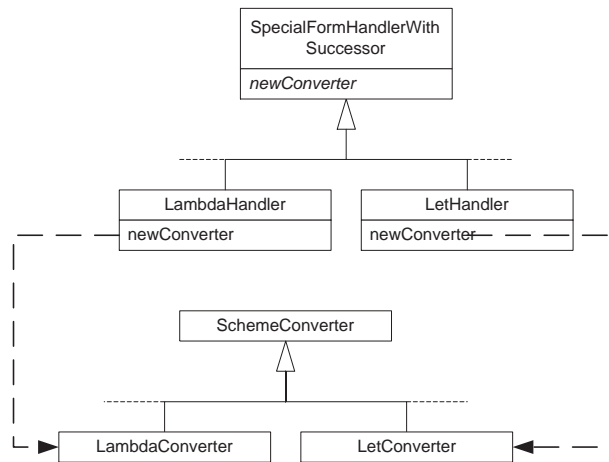 SpecialFormHandlerWith
Successor
newConverter
LambdaHandler
LetHandler
newConverter
newConverter
SchemeConverter
LambdaConverter
LetConverter